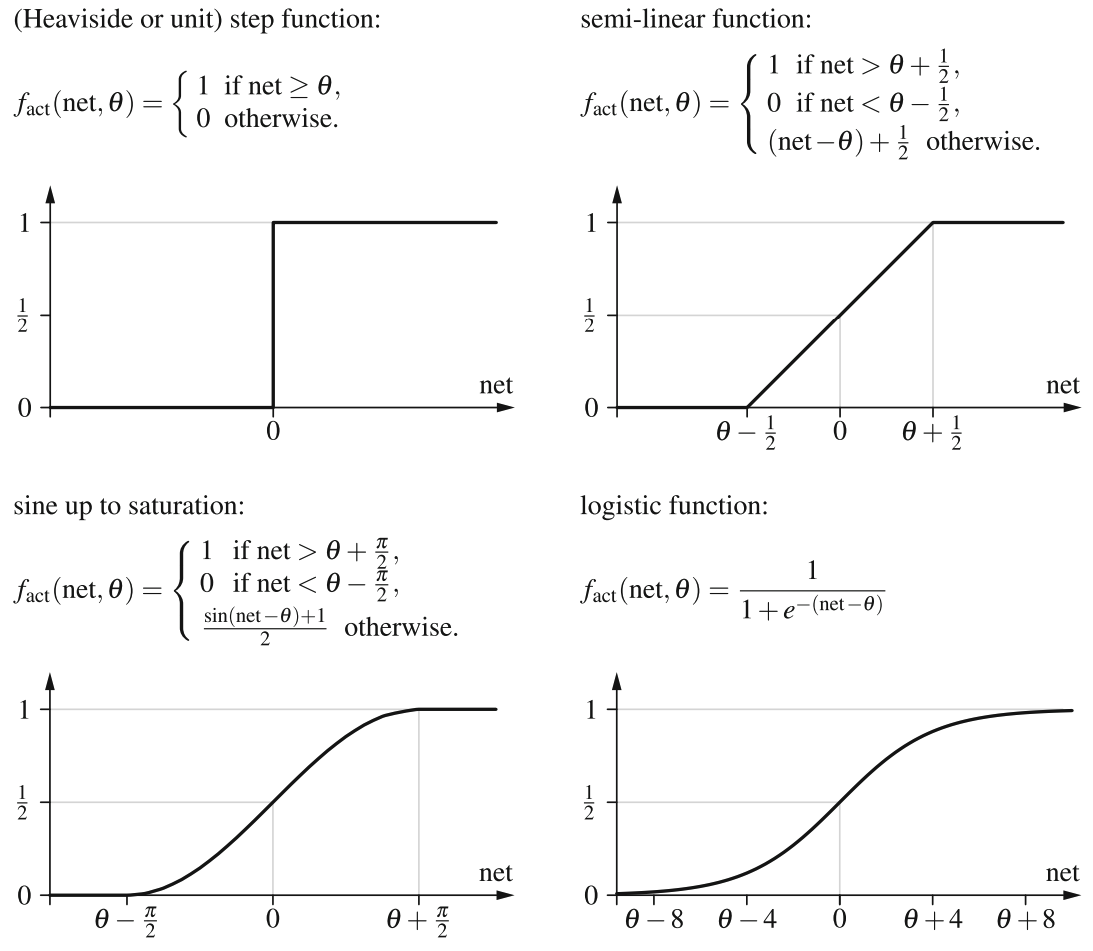 (Heaviside or unit) step function:
f_act(net, θ) = { 1 if net ≥ θ,
0 otherwise.
1
1/2
0
net
0
semi-linear function:
f_act(net, θ) = { 1 if net > θ + 1/2,
0 if net < θ − 1/2,
(net−θ) + 1/2 otherwise.
1
1/2
0
net
θ − 1/2 0 θ + 1/2
sine up to saturation:
f_act(net, θ) = { 1 if net > θ + π/2,
0 if net < θ − π/2,
(sin(net−θ)+1)/2 otherwise.
1
1/2
0
net
θ − π/2 0 θ + π/2
logistic function:
f_act(net, θ) = 1 / (1 + e^−(net−θ))
1
1/2
0
net
θ − 8 θ − 4 0 θ + 4 θ + 8